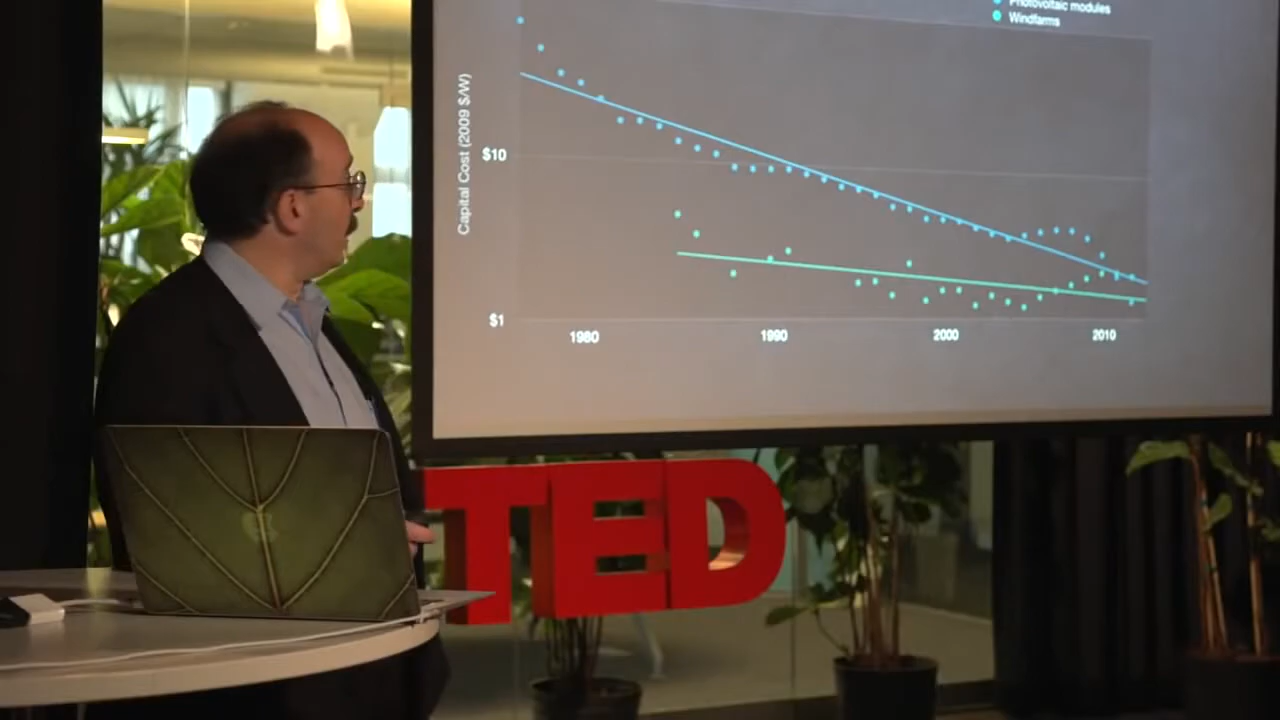 Photovoltaic modules
Windfarms
Capital Cost (2009 $/W)
$10
$1
1980
1990
2000
2010
TED